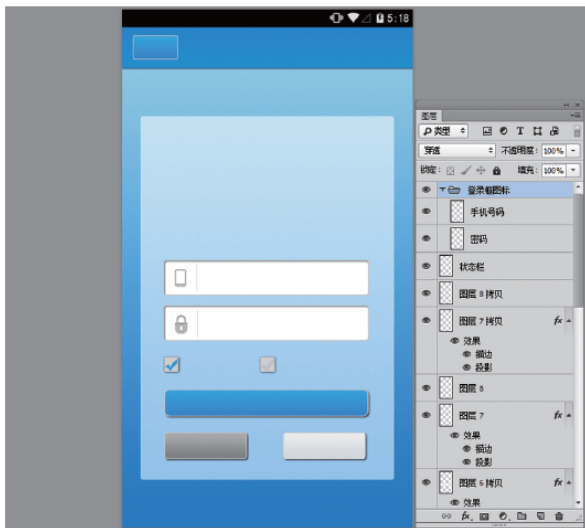 5:18
图层
类型
T
穿透
不透明度: 100%
锁定:
填充: 100%
登录框图标
手机号码
密码
状态栏
图层 8 拷贝
图层 7 拷贝 fx
效果
描边
投影
图层 8
图层 7 fx
效果
描边
投影
图层 6 拷贝 fx
效果
fx